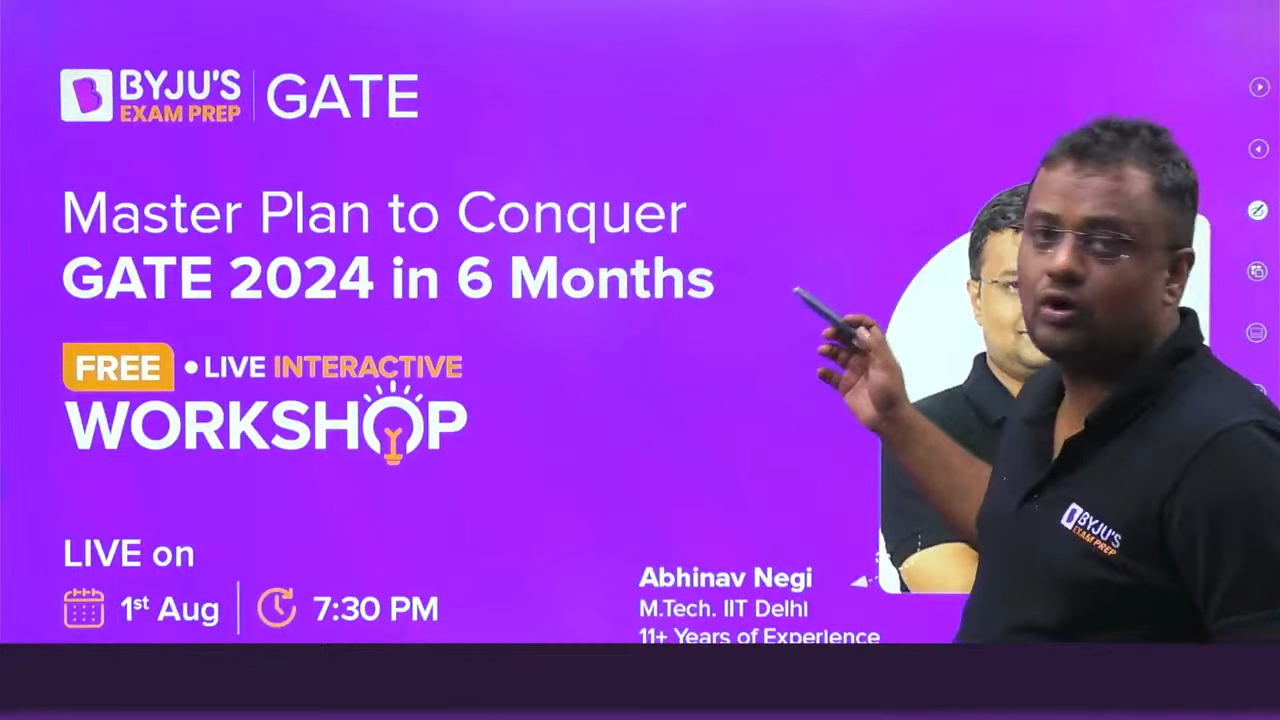 BYJU'S
EXAM PREP
GATE
Master Plan to Conquer
GATE 2024 in 6 Months
FREE • LIVE INTERACTIVE
WORKSHOP
LIVE on
1st Aug | 7:30 PM
Abhinav Negi
M.Tech. IIT Delhi
11+ Years of Experience
BYJU'S
EXAM PREP